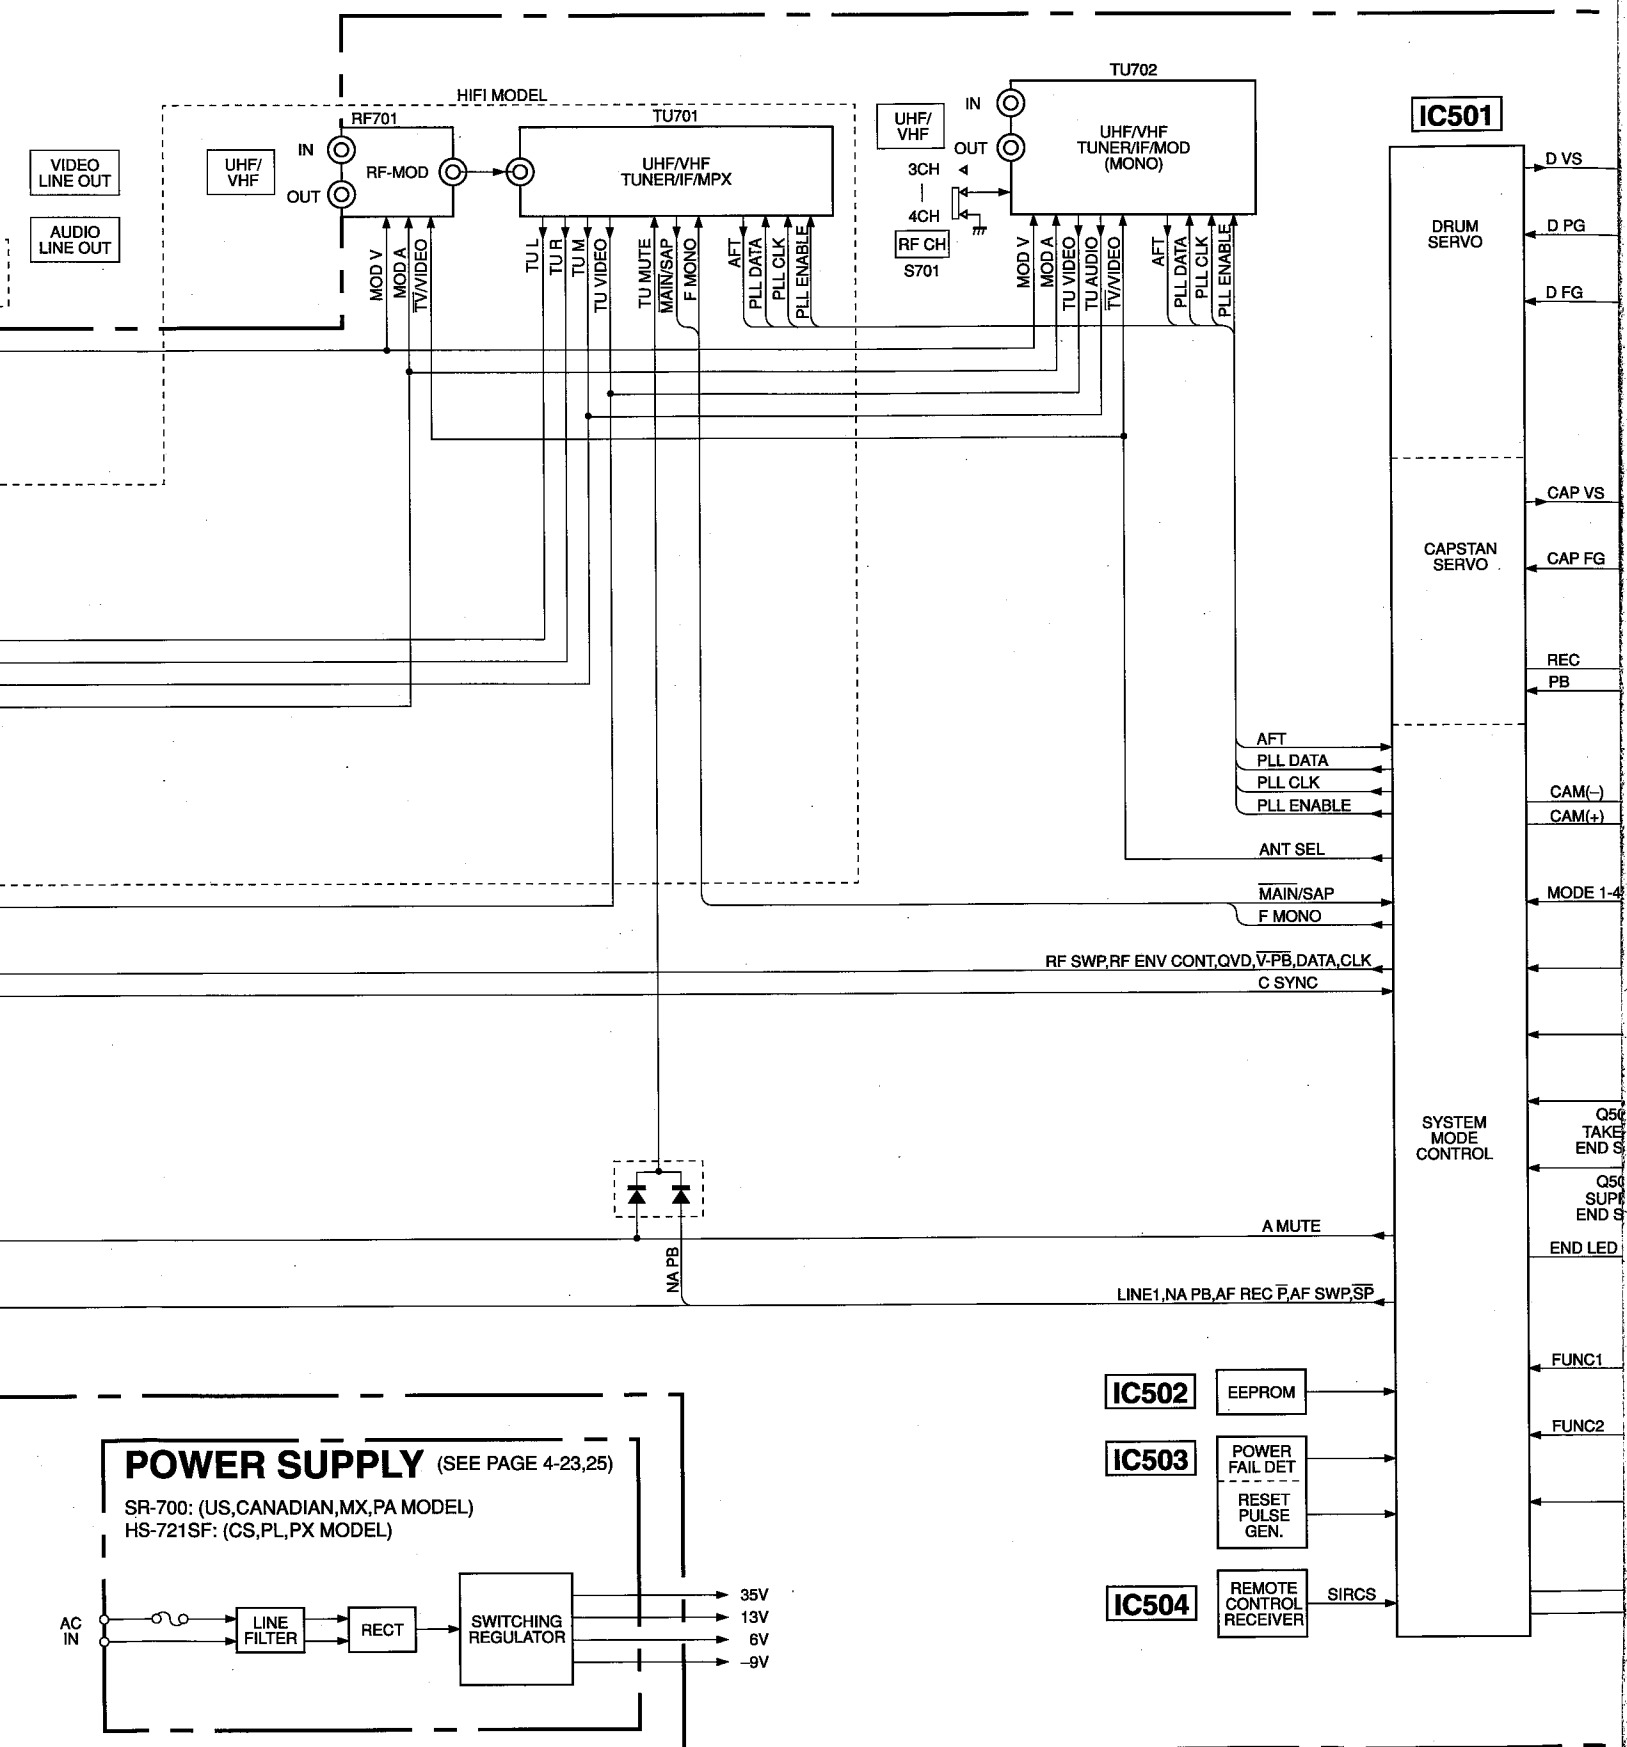 HIFI MODEL
VIDEO
LINE OUT
AUDIO
LINE OUT
UHF/
VHF
IN
OUT
RF701
RF-MOD
MOD V
MOD A
TV/VIDEO
TU701
UHF/VHF
TUNER/IF/MPX
TU L
TU R
TU M
TU VIDEO
TU MUTE
MAIN/SAP
F MONO
AFT
PLL DATA
PLL CLK
PLL ENABLE
UHF/
VHF
IN
OUT
3CH
4CH
RF CH
S701
TU702
UHF/VHF
TUNER/IF/MOD
(MONO)
MOD V
MOD A
TU VIDEO
TU AUDIO
TV/VIDEO
AFT
PLL DATA
PLL CLK
PLL ENABLE
IC501
DRUM
SERVO
CAPSTAN
SERVO
SYSTEM
MODE
CONTROL
D VS
D PG
D FG
CAP VS
CAP FG
REC
PB
CAM(–)
CAM(+)
MODE 1-4
Q50
TAKE
END S
Q50
SUP
END S
END LED
FUNC1
FUNC2
AFT
PLL DATA
PLL CLK
PLL ENABLE
ANT SEL
MAIN/SAP
F MONO
RF SWP,RF ENV CONT,QVD,V-PB,DATA,CLK
C SYNC
A MUTE
NA PB
LINE1,NA PB,AF REC P,AF SWP,SP
IC502
EEPROM
IC503
POWER
FAIL DET
RESET
PULSE
GEN.
IC504
REMOTE
CONTROL
RECEIVER
SIRCS
POWER SUPPLY (SEE PAGE 4-23,25)
SR-700: (US,CANADIAN,MX,PA MODEL)
HS-721SF: (CS,PL,PX MODEL)
AC
IN
LINE
FILTER
RECT
SWITCHING
REGULATOR
35V
13V
6V
–9V